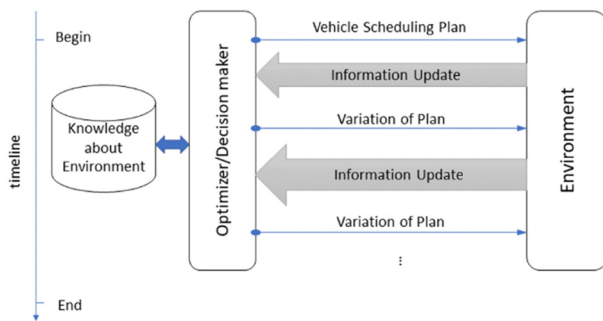 Begin
Vehicle Scheduling Plan
Information Update
Knowledge
about
Environment
Optimizer/Decision maker
Variation of Plan
Environment
timeline
Information Update
Variation of Plan
...
End